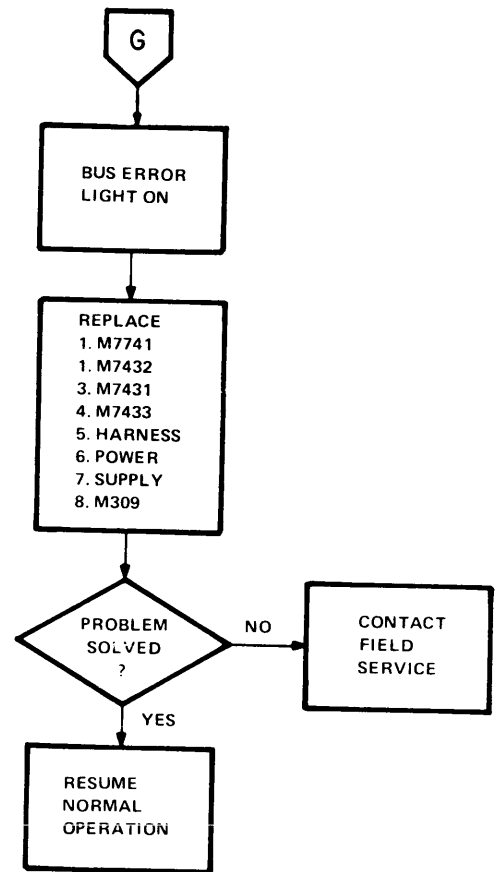 G
BUS ERROR
LIGHT ON
REPLACE
1. M7741
1. M7432
3. M7431
4. M7433
5. HARNESS
6. POWER
7. SUPPLY
8. M309
PROBLEM
SOLVED
?
NO
CONTACT
FIELD
SERVICE
YES
RESUME
NORMAL
OPERATION